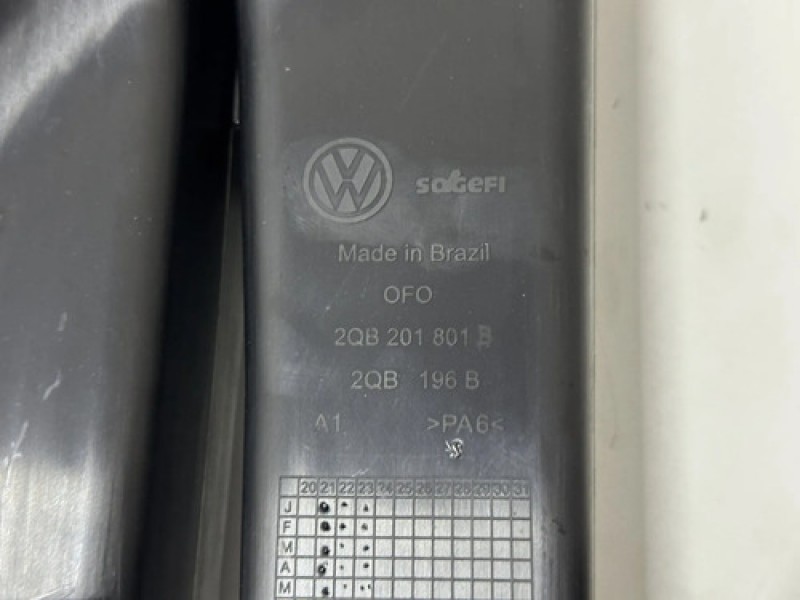 VW SOGEFI
Made in Brazil
OFO
2QB 201 801 B
2QB 196 B
A1 >PA6<
20 21 22 23 24 25 26 27 28 29 30 31
J
F
M
A
M